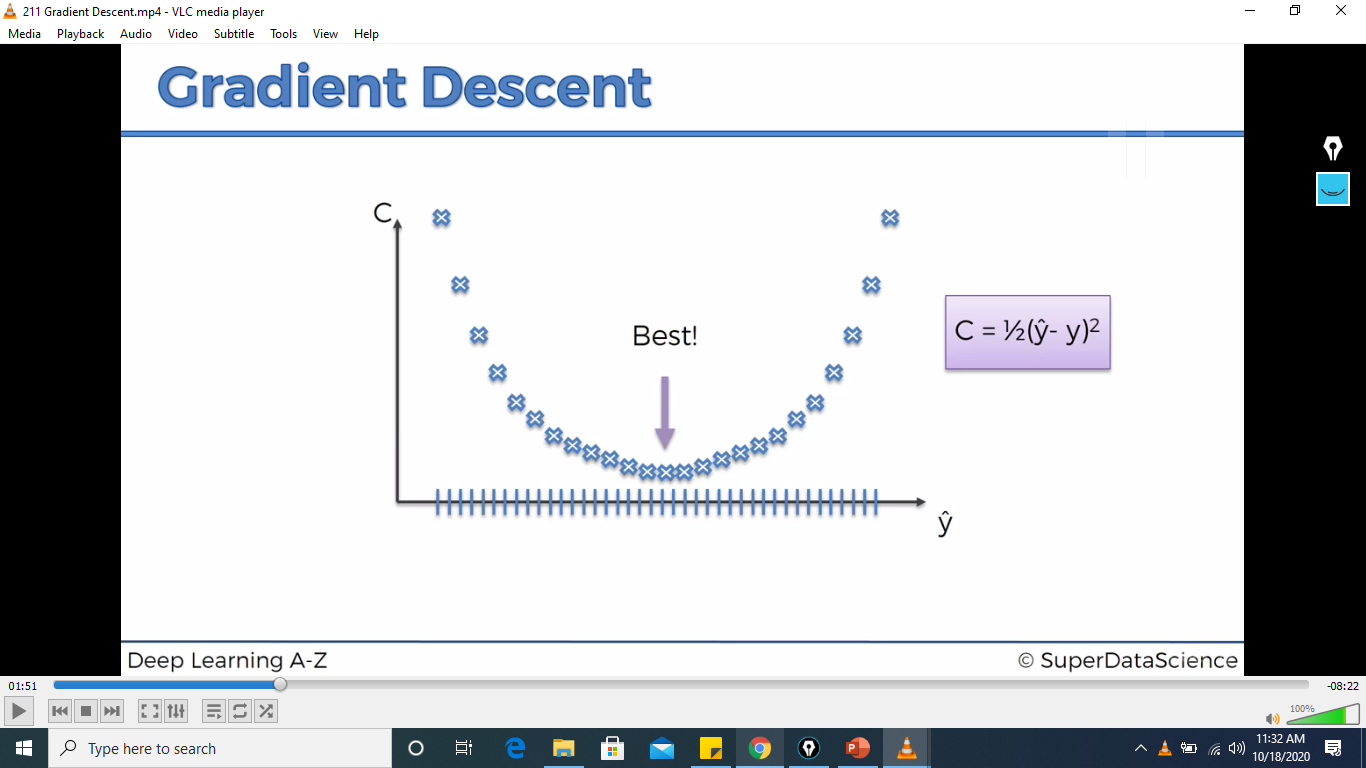 211 Gradient Descent.mp4 - VLC media player
Media Playback Audio Video Subtitle Tools View Help
Gradient Descent
C
Best!
C = ½(ŷ- y)²
ŷ
Deep Learning A-Z
© SuperDataScience
01:51
-08:22
100%
Type here to search
11:32 AM
10/18/2020